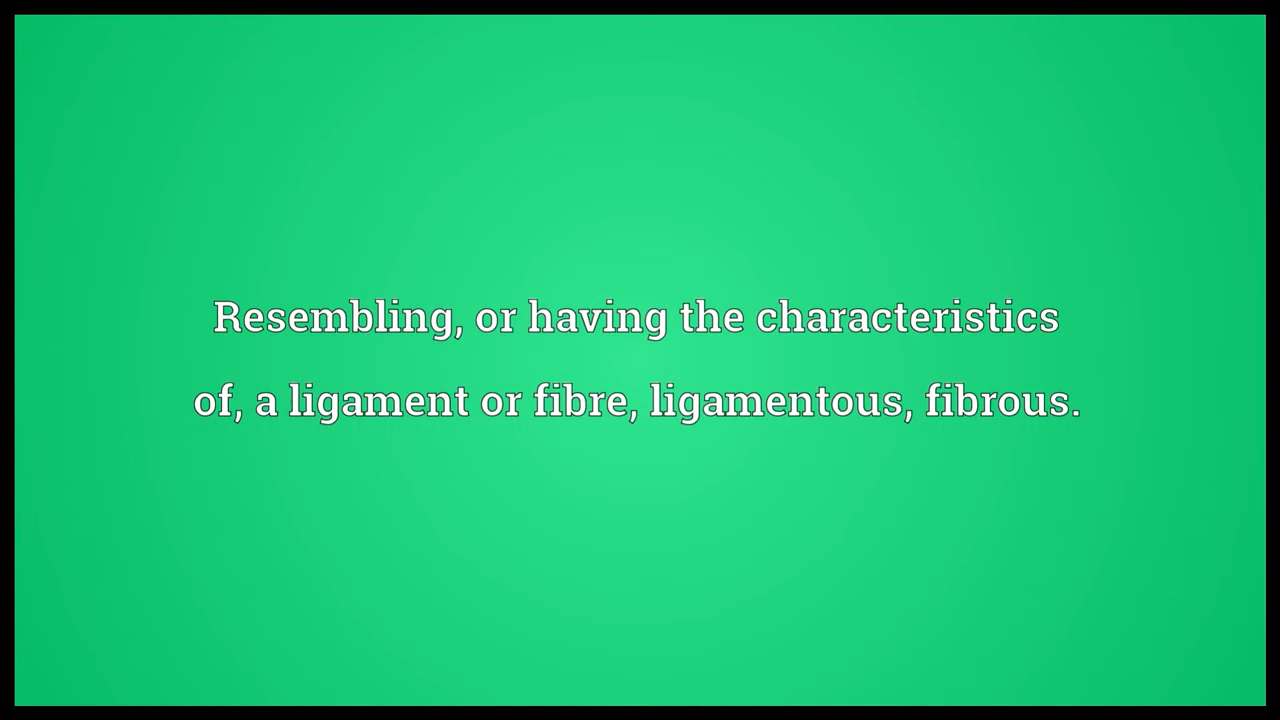 Resembling, or having the characteristics
of, a ligament or fibre, ligamentous, fibrous.